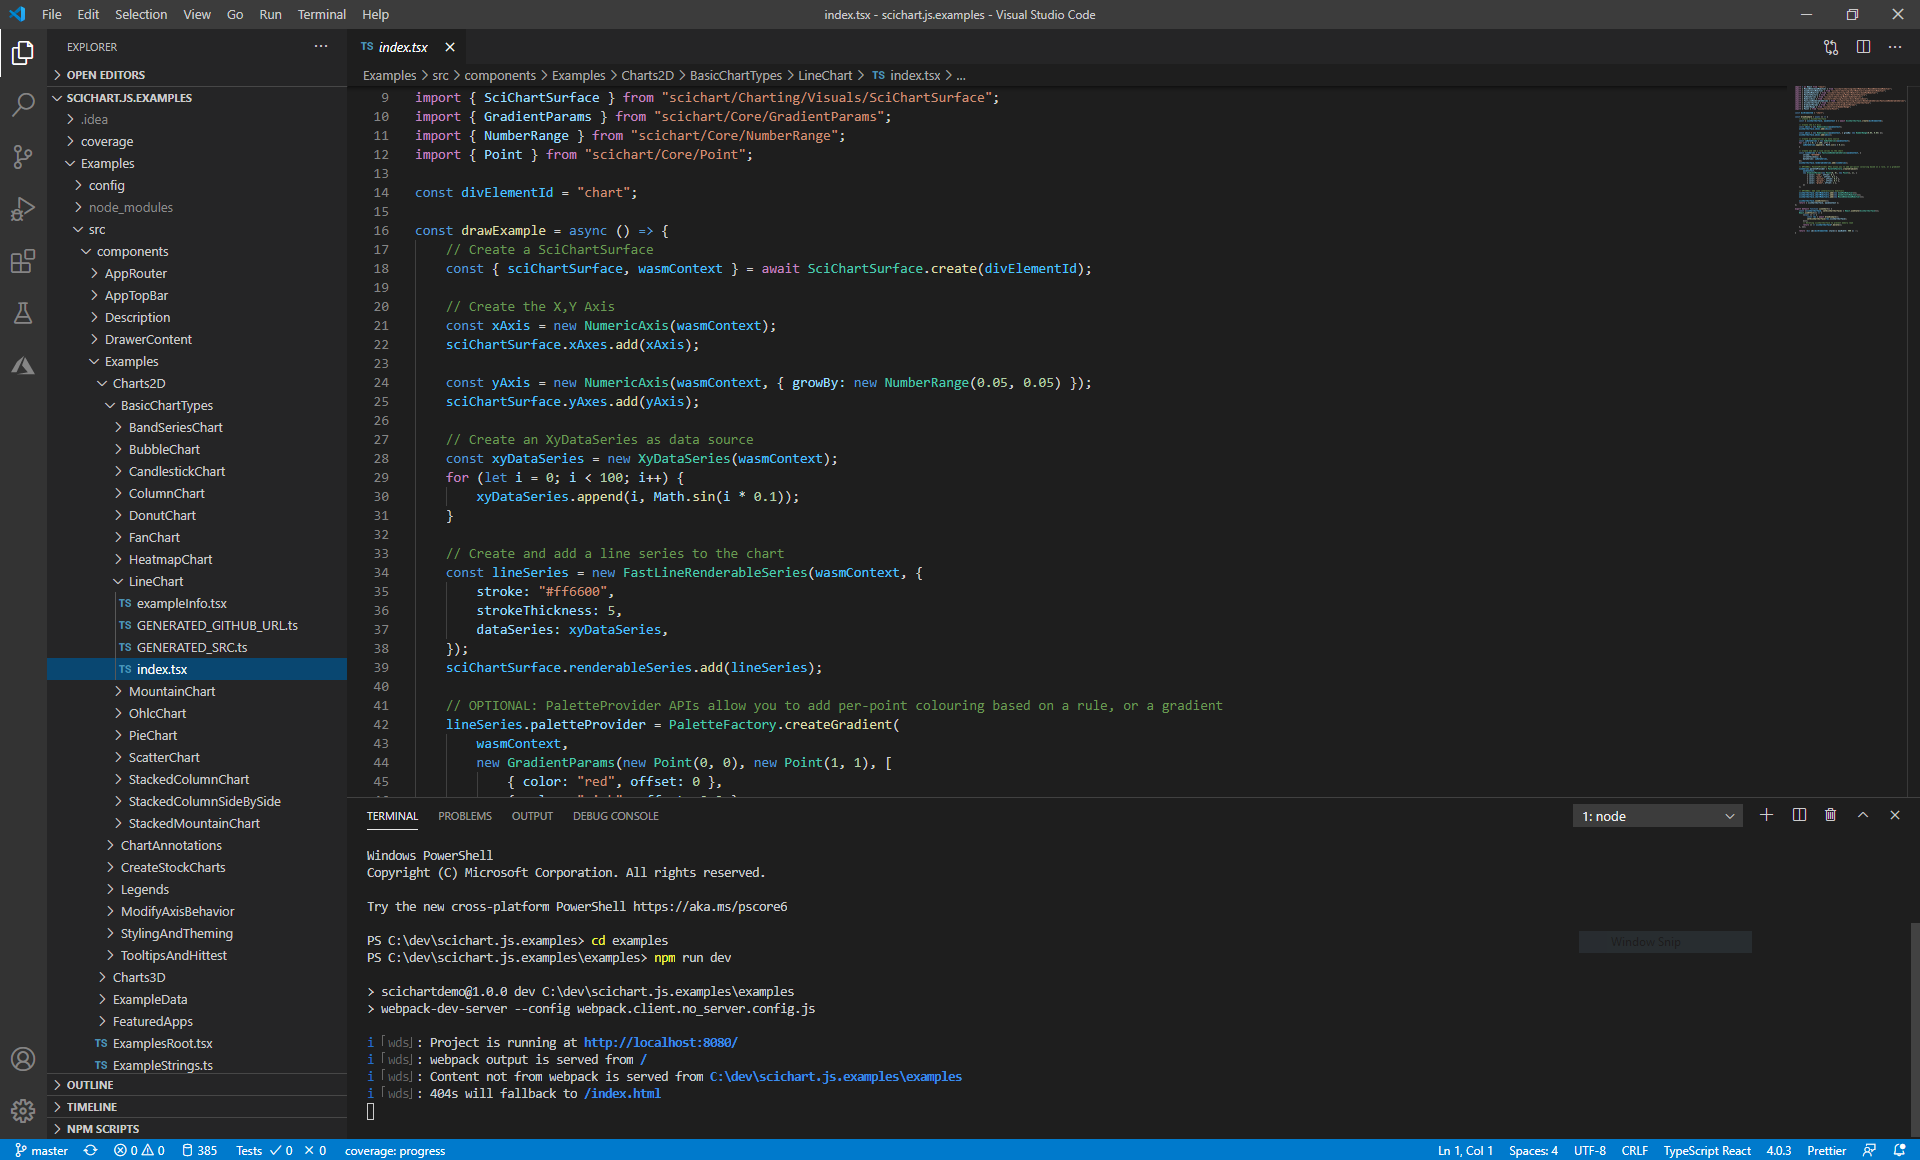 File Edit Selection View Go Run Terminal Help
index.tsx - scichart.js.examples - Visual Studio Code
EXPLORER
OPEN EDITORS
SCICHART.JS.EXAMPLES
.idea
coverage
Examples
config
node_modules
src
components
AppRouter
AppTopBar
Description
DrawerContent
Examples
Charts2D
BasicChartTypes
BandSeriesChart
BubbleChart
CandlestickChart
ColumnChart
DonutChart
FanChart
HeatmapChart
LineChart
TS exampleInfo.tsx
TS GENERATED_GITHUB_URL.ts
TS GENERATED_SRC.ts
TS index.tsx
MountainChart
OhlcChart
PieChart
ScatterChart
StackedColumnChart
StackedColumnSideBySide
StackedMountainChart
ChartAnnotations
CreateStockCharts
Legends
ModifyAxisBehavior
StylingAndTheming
TooltipsAndHittest
Charts3D
ExampleData
FeaturedApps
TS ExamplesRoot.tsx
TS ExampleStrings.ts
OUTLINE
TIMELINE
NPM SCRIPTS
TS index.tsx
Examples > src > components > Examples > Charts2D > BasicChartTypes > LineChart > TS index.tsx > ...
9 import { SciChartSurface } from "scichart/Charting/Visuals/SciChartSurface";
10 import { GradientParams } from "scichart/Core/GradientParams";
11 import { NumberRange } from "scichart/Core/NumberRange";
12 import { Point } from "scichart/Core/Point";
13
14 const divElementId = "chart";
15
16 const drawExample = async () => {
17 // Create a SciChartSurface
18 const { sciChartSurface, wasmContext } = await SciChartSurface.create(divElementId);
19
20 // Create the X,Y Axis
21 const xAxis = new NumericAxis(wasmContext);
22 sciChartSurface.xAxes.add(xAxis);
23
24 const yAxis = new NumericAxis(wasmContext, { growBy: new NumberRange(0.05, 0.05) });
25 sciChartSurface.yAxes.add(yAxis);
26
27 // Create an XyDataSeries as data source
28 const xyDataSeries = new XyDataSeries(wasmContext);
29 for (let i = 0; i < 100; i++) {
30 xyDataSeries.append(i, Math.sin(i * 0.1));
31 }
32
33 // Create and add a line series to the chart
34 const lineSeries = new FastLineRenderableSeries(wasmContext, {
35 stroke: "#ff6600",
36 strokeThickness: 5,
37 dataSeries: xyDataSeries,
38 });
39 sciChartSurface.renderableSeries.add(lineSeries);
40
41 // OPTIONAL: PaletteProvider APIs allow you to add per-point colouring based on a rule, or a gradient
42 lineSeries.paletteProvider = PaletteFactory.createGradient(
43 wasmContext,
44 new GradientParams(new Point(0, 0), new Point(1, 1), [
45 { color: "red", offset: 0 },
TERMINAL PROBLEMS OUTPUT DEBUG CONSOLE
1: node
Windows PowerShell
Copyright (C) Microsoft Corporation. All rights reserved.
Try the new cross-platform PowerShell https://aka.ms/pscore6
PS C:\dev\scichart.js.examples> cd examples
PS C:\dev\scichart.js.examples\examples> npm run dev
> scichartdemo@1.0.0 dev C:\dev\scichart.js.examples\examples
> webpack-dev-server --config webpack.client.no_server.config.js
i ｢wds｣: Project is running at http://localhost:8080/
i ｢wds｣: webpack output is served from /
i ｢wds｣: Content not from webpack is served from C:\dev\scichart.js.examples\examples
i ｢wds｣: 404s will fallback to /index.html
Window Snip
master 0 0 385 Tests 0 0 coverage: progress
Ln 1, Col 1 Spaces: 4 UTF-8 CRLF TypeScript React 4.0.3 Prettier